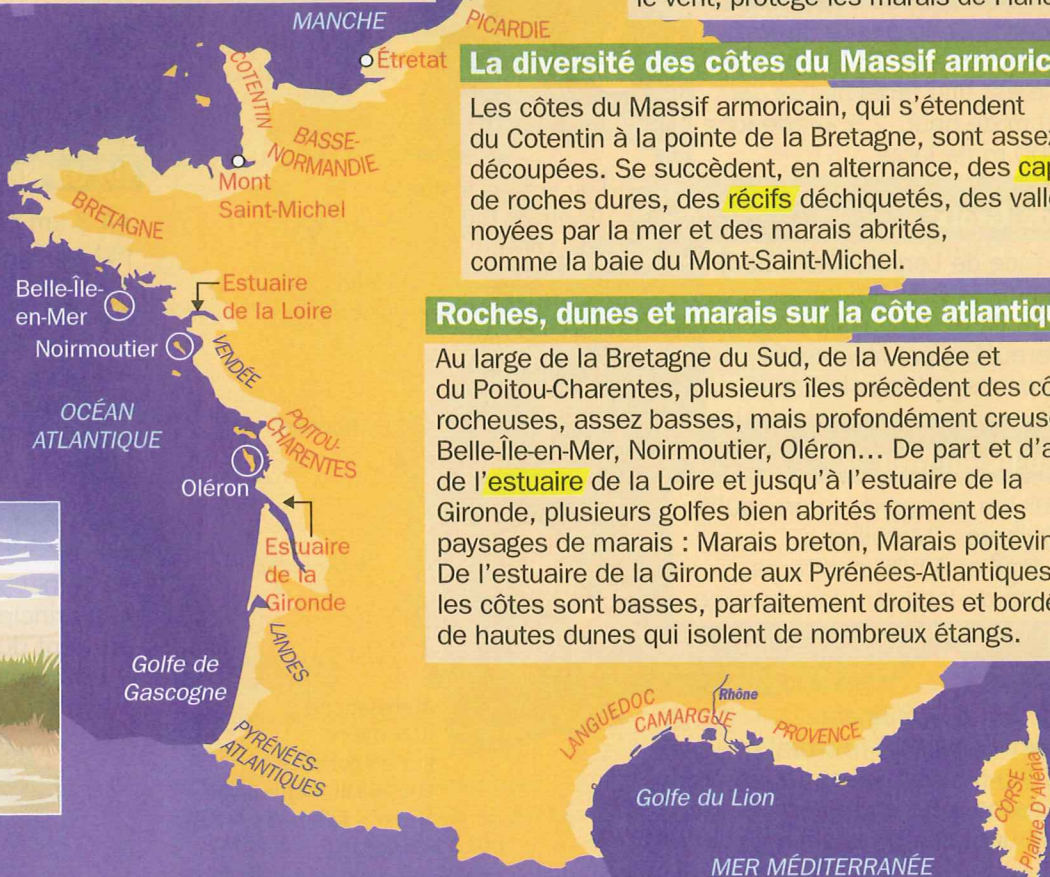 le vent, protège les marais de
MANCHE
PICARDIE
Étretat
La diversité des côtes du Massif armoric
COTENTIN
BASSE-
NORMANDIE
Mont
Saint-Michel
BRETAGNE
Les côtes du Massif armoricain, qui s'étendent
du Cotentin à la pointe de la Bretagne, sont assez
découpées. Se succèdent, en alternance, des cap
de roches dures, des récifs déchiquetés, des vall
noyées par la mer et des marais abrités,
comme la baie du Mont-Saint-Michel.
Belle-Île-
en-Mer
Estuaire
de la Loire
Noirmoutier
VENDÉE
OCÉAN
ATLANTIQUE
POITOU-
CHARENTES
Oléron
Estuaire
de la
Gironde
Roches, dunes et marais sur la côte atlantiqu
Au large de la Bretagne du Sud, de la Vendée et
du Poitou-Charentes, plusieurs îles précèdent des cô
rocheuses, assez basses, mais profondément creus
Belle-Île-en-Mer, Noirmoutier, Oléron... De part et d'a
de l'estuaire de la Loire et jusqu'à l'estuaire de la
Gironde, plusieurs golfes bien abrités forment des
paysages de marais : Marais breton, Marais poitevin
De l'estuaire de la Gironde aux Pyrénées-Atlantiques
les côtes sont basses, parfaitement droites et bordé
de hautes dunes qui isolent de nombreux étangs.
LANDES
Golfe de
Gascogne
PYRÉNÉES-
ATLANTIQUES
LANGUEDOC
CAMARGUE
Rhône
PROVENCE
Golfe du Lion
CORSE
Plaine D'Aléria
MER MÉDITERRANÉE